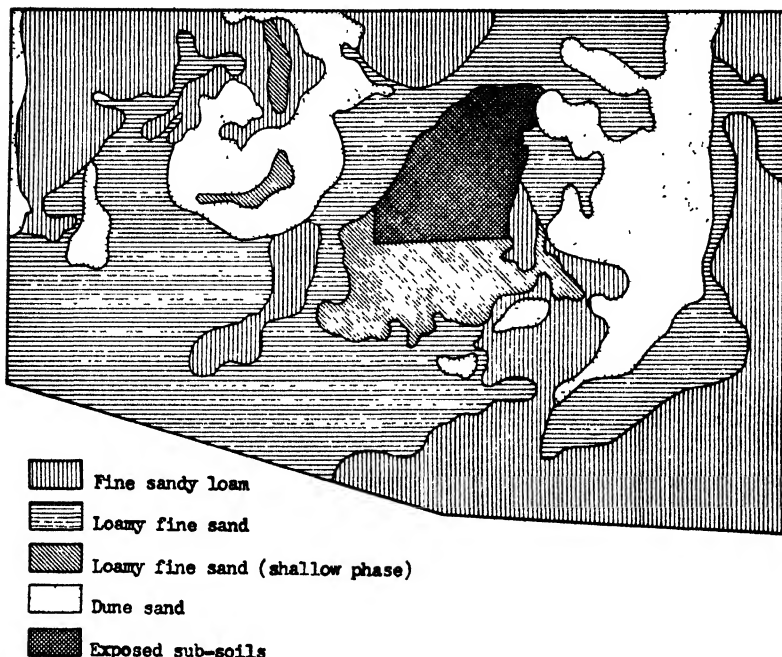 Fine sandy loam
Loamy fine sand
Loamy fine sand (shallow phase)
Dune sand
Exposed sub-soils